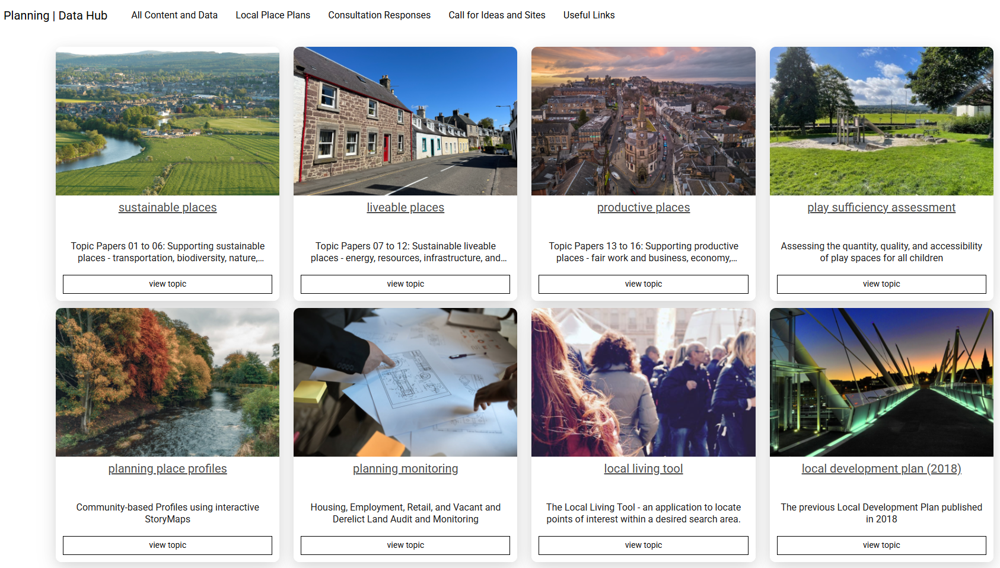 Planning | Data Hub
All Content and Data
Local Place Plans
Consultation Responses
Call for Ideas and Sites
Useful Links
sustainable places
Topic Papers 01 to 06: Supporting sustainable
places - transportation, biodiversity, nature,...
view topic
liveable places
Topic Papers 07 to 12: Sustainable liveable
places - energy, resources, infrastructure, and...
view topic
productive places
Topic Papers 13 to 16: Supporting productive
places - fair work and business, economy,...
view topic
play sufficiency assessment
Assessing the quantity, quality, and accessibility
of play spaces for all children
view topic
planning place profiles
Community-based Profiles using interactive
StoryMaps
view topic
planning monitoring
Housing, Employment, Retail, and Vacant and
Derelict Land Audit and Monitoring
view topic
local living tool
The Local Living Tool - an application to locate
points of interest within a desired search area.
view topic
local development plan (2018)
The previous Local Development Plan published
in 2018
view topic